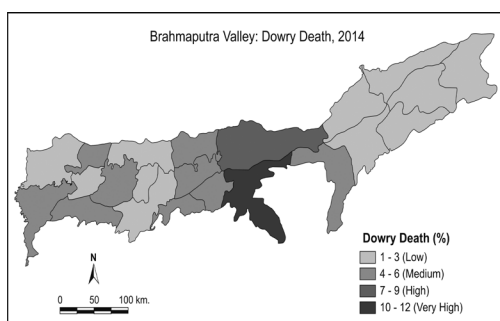 Brahmaputra Valley: Dowry Death, 2014
Dowry Death (%)
1 - 3 (Low)
4 - 6 (Medium)
7 - 9 (High)
10 - 12 (Very High)
N
0 50 100 km.